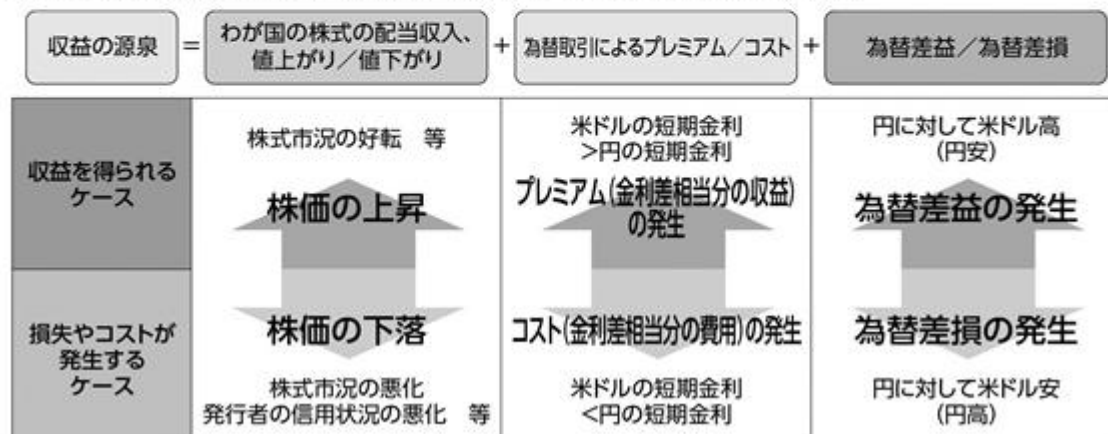 収益の源泉
=
わが国の株式の配当収入、
値上がり／値下がり
+
為替取引によるプレミアム／コスト
+
為替差益／為替差損
収益を得られる
ケース
株式市況の好転　等
株価の上昇
米ドルの短期金利
>円の短期金利
プレミアム(金利差相当分の収益)
の発生
円に対して米ドル高
(円安)
為替差益の発生
損失やコストが
発生する
ケース
株価の下落
株式市況の悪化
発行者の信用状況の悪化　等
コスト(金利差相当分の費用)の発生
米ドルの短期金利
<円の短期金利
為替差損の発生
円に対して米ドル安
(円高)